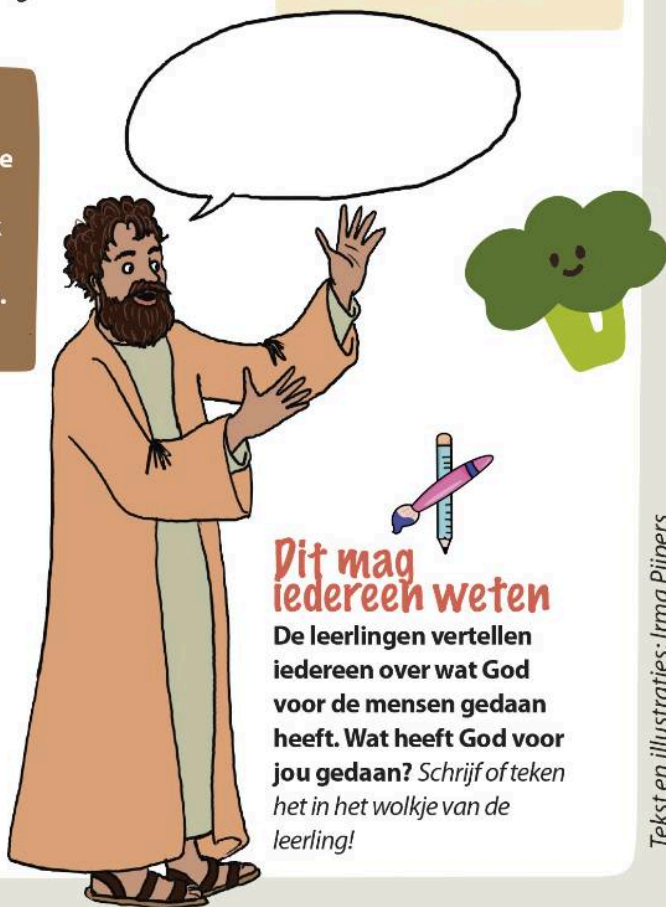 Dit mag
iedereen weten
De leerlingen vertellen
iedereen over wat God
voor de mensen gedaan
heeft. Wat heeft God voor
jou gedaan? Schrijf of teken
het in het wolkje van de
leerling!
Tekst en illustraties: Irma Pijpers